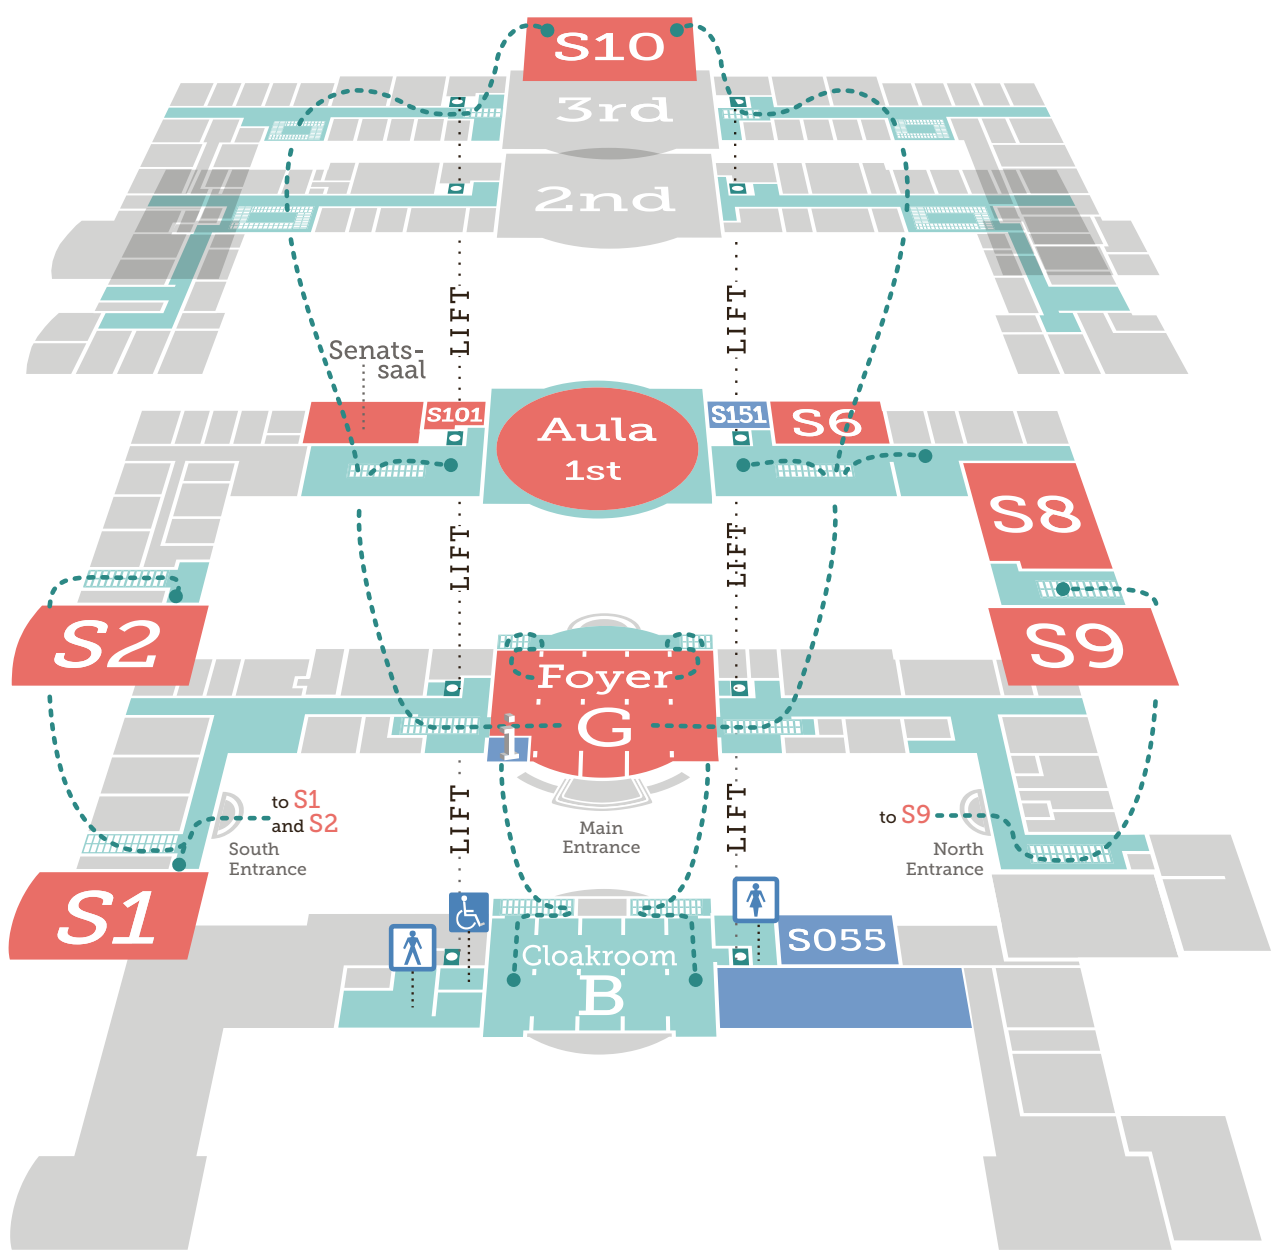 S10
3rd
2nd
LIFT
LIFT
Senats-
saal
S101
Aula
1st
S151
S6
S8
LIFT
LIFT
S2
Foyer
G
i
S9
to S1
and S2
South
Entrance
LIFT
Main
Entrance
LIFT
to S9
North
Entrance
S1
Cloakroom
B
S055